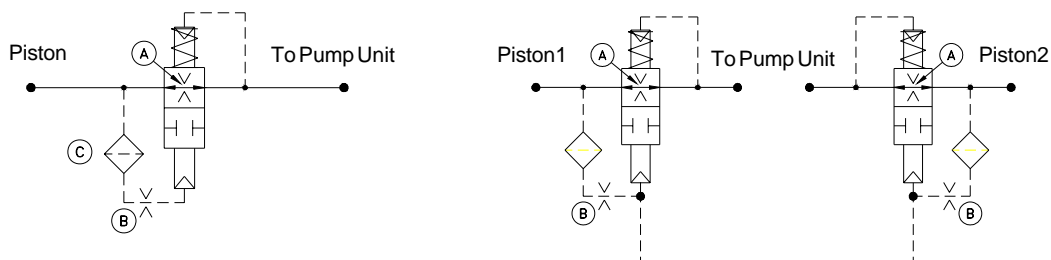 Piston
A
To Pump Unit
C
B
Piston1
A
To Pump Unit
A
Piston2
B
B